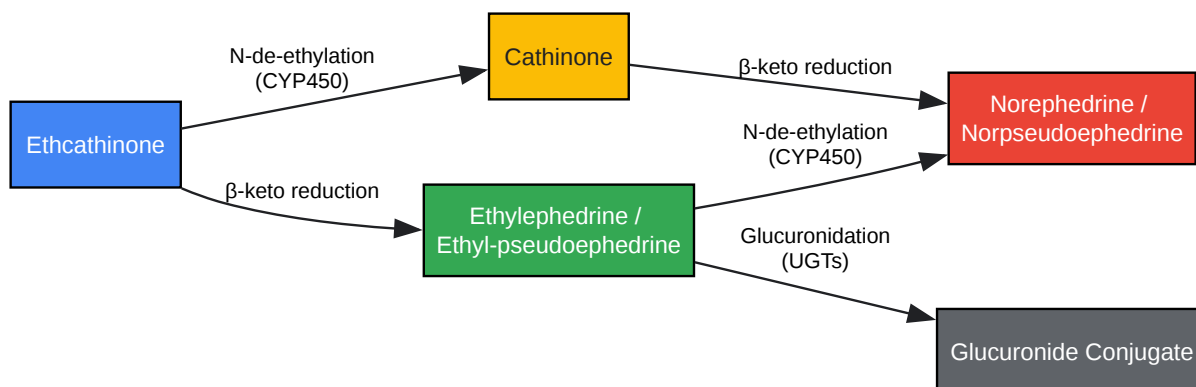 N-de-ethylation
(CYP450)
Cathinone
β-keto reduction
Ethcathinone
Norephedrine /
Norpseudoephedrine
N-de-ethylation
(CYP450)
β-keto reduction
Ethylephedrine /
Ethyl-pseudoephedrine
Glucuronidation
(UGTs)
Glucuronide Conjugate